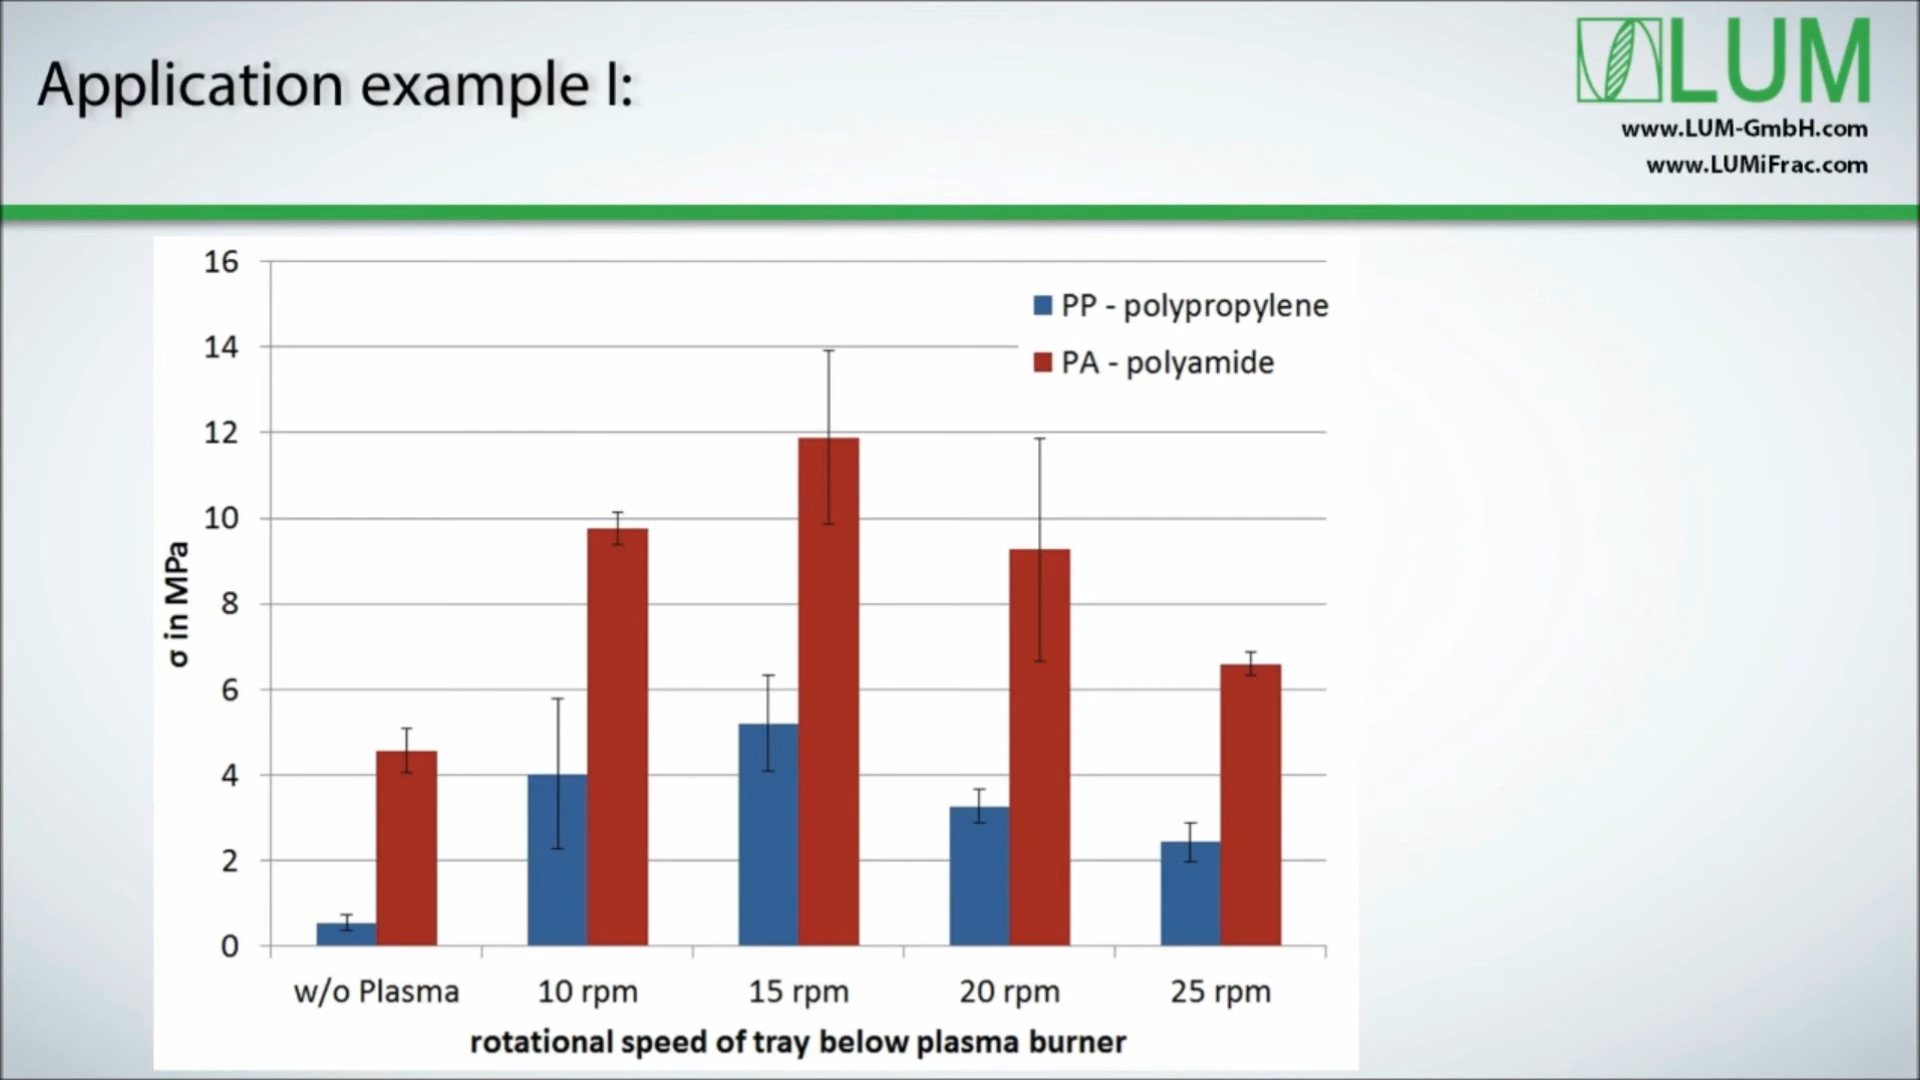 Application example I:
LUM
www.LUM-GmbH.com
www.LUMiFrac.com
16
14
12
10
8
6
4
2
0
σ in MPa
PP - polypropylene
PA - polyamide
w/o Plasma 10 rpm 15 rpm 20 rpm 25 rpm
rotational speed of tray below plasma burner